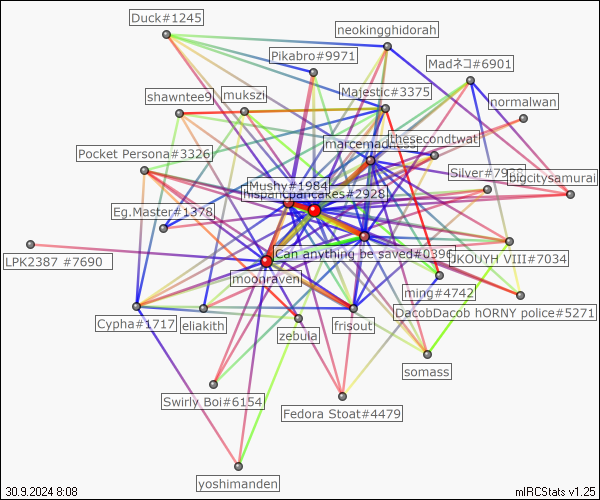 Duck#1245
neokingghidorah
Pikabro#9971
Madネコ#6901
shawntee9
mukszi
Majestic#3375
normalwan
thesecondtwat
marcemadness
Pocket Persona#3326
Mushy#1984
Silver#7988
bigcitysamurai
hispanicpancakes#2928
Eg.Master#1378
LPK2387 #7690
Can anything be saved#0396
JKOUYH VIII#7034
moonraven
ming#4742
DacobDacob hORNY police#5271
Cypha#1717
eliakith
frisout
zebula
somass
Swirly Boi#6154
Fedora Stoat#4479
yoshimanden
30.9.2024 8:08
mIRCStats v1.25